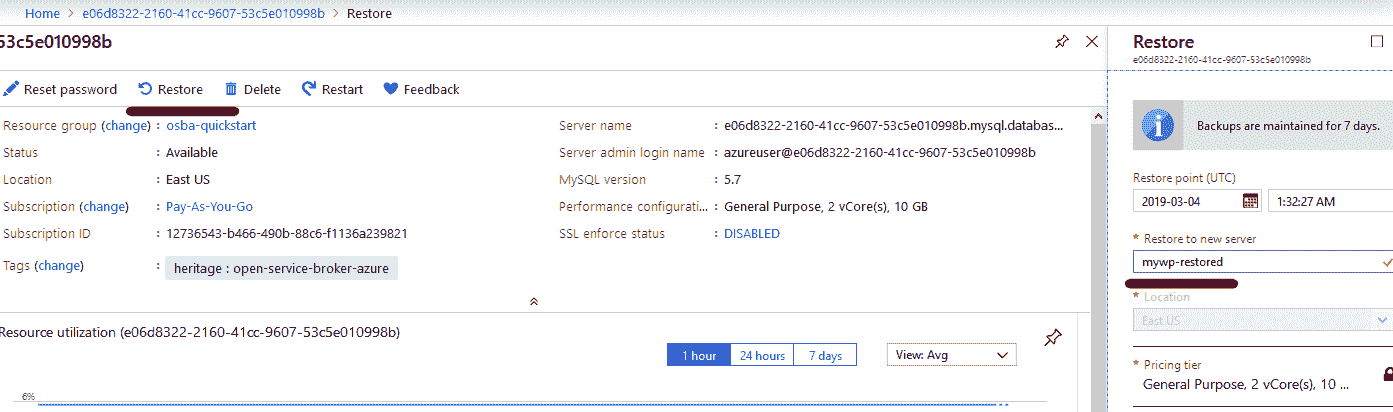 Home > e06d8322-2160-41cc-9607-53c5e010998b > Restore
53c5e010998b
Reset password Restore Delete Restart Feedback
Resource group (change) : osba-quickstart
Status : Available
Location : East US
Subscription (change) : Pay-As-You-Go
Subscription ID : 12736543-b466-490b-88c6-f1136a239821
Tags (change) : heritage : open-service-broker-azure
Server name : e06d8322-2160-41cc-9607-53c5e010998b.mysql.databas...
Server admin login name : azureuser@e06d8322-2160-41cc-9607-53c5e010998b
MySQL version : 5.7
Performance configurati... : General Purpose, 2 vCore(s), 10 GB
SSL enforce status : DISABLED
Resource utilization (e06d8322-2160-41cc-9607-53c5e010998b)
1 hour 24 hours 7 days View: Avg
6%
Restore
e06d8322-2160-41cc-9607-53c5e010998b
Backups are maintained for 7 days.
Restore point (UTC)
2019-03-04 1:32:27 AM
* Restore to new server
mywp-restored
* Location
East US
* Pricing tier
General Purpose, 2 vCore(s), 10 ...